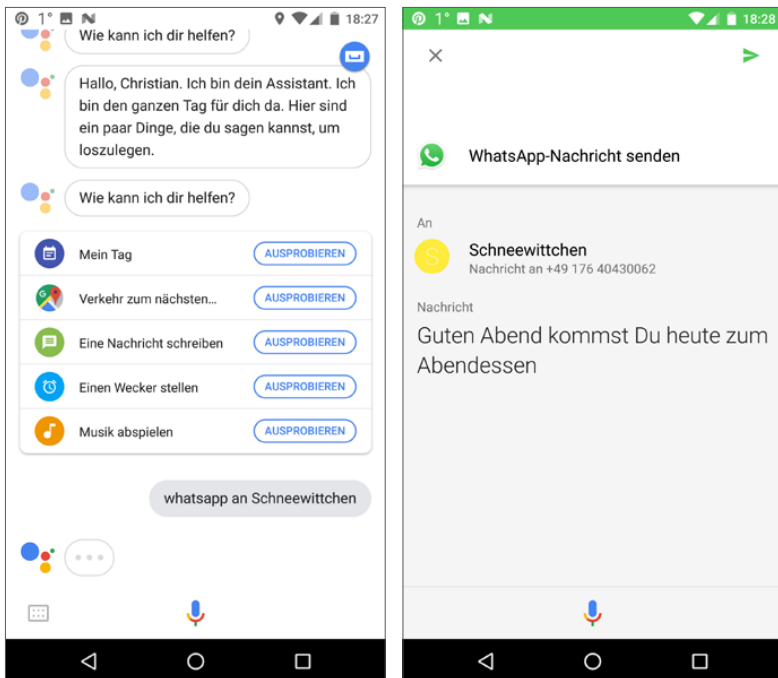 1° 18:27
Wie kann ich dir helfen?
Hallo, Christian. Ich bin dein Assistant. Ich
bin den ganzen Tag für dich da. Hier sind
ein paar Dinge, die du sagen kannst, um
loszulegen.
Wie kann ich dir helfen?
Mein Tag AUSPROBIEREN
Verkehr zum nächsten... AUSPROBIEREN
Eine Nachricht schreiben AUSPROBIEREN
Einen Wecker stellen AUSPROBIEREN
Musik abspielen AUSPROBIEREN
whatsapp an Schneewittchen
1° 18:28
WhatsApp-Nachricht senden
An
S
Schneewittchen
Nachricht an +49 176 40430062
Nachricht
Guten Abend kommst Du heute zum
Abendessen